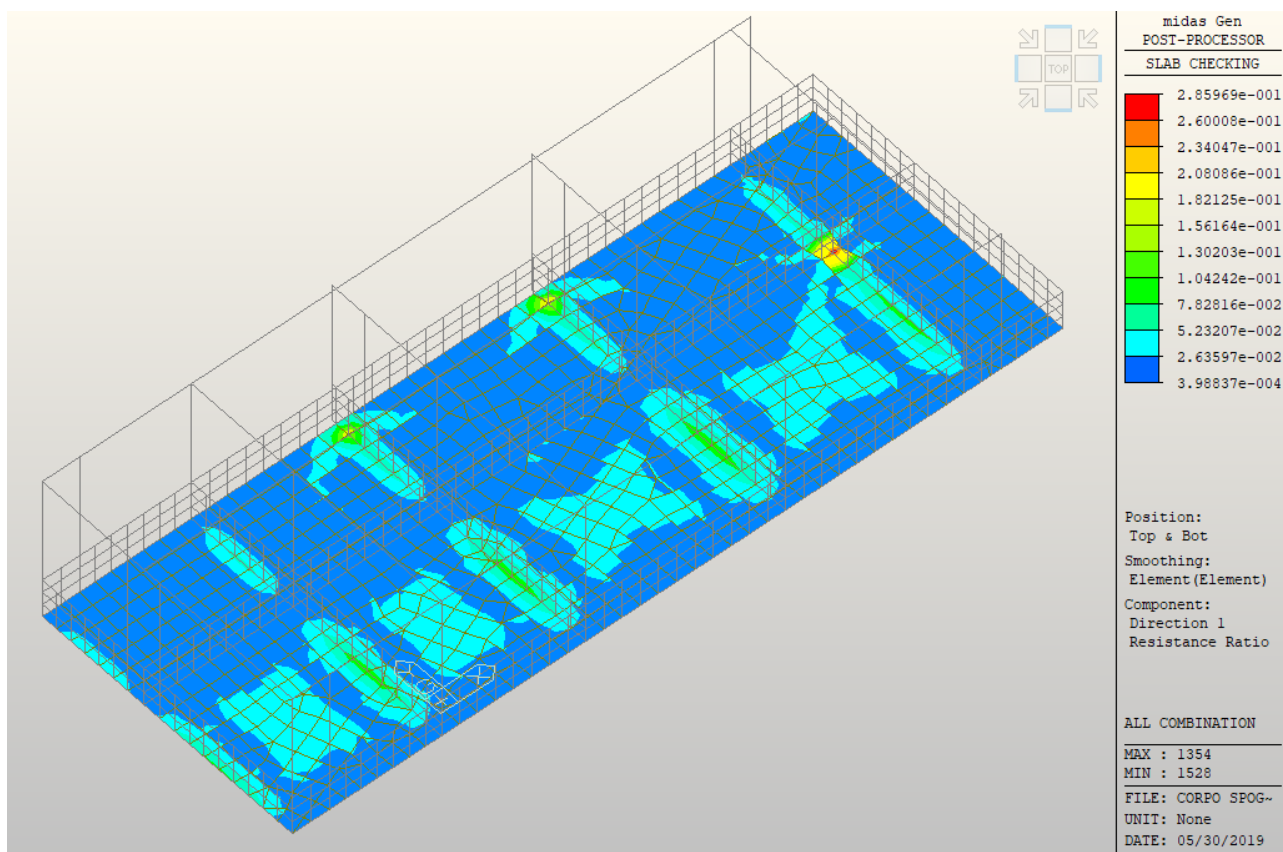 TOP
midas Gen
POST-PROCESSOR
SLAB CHECKING
2.85969e-001
2.60008e-001
2.34047e-001
2.08086e-001
1.82125e-001
1.56164e-001
1.30203e-001
1.04242e-001
7.82816e-002
5.23207e-002
2.63597e-002
3.98837e-004
Position:
Top & Bot
Smoothing:
Element(Element)
Component:
Direction 1
Resistance Ratio
ALL COMBINATION
MAX : 1354
MIN : 1528
FILE: CORPO SPOG~
UNIT: None
DATE: 05/30/2019